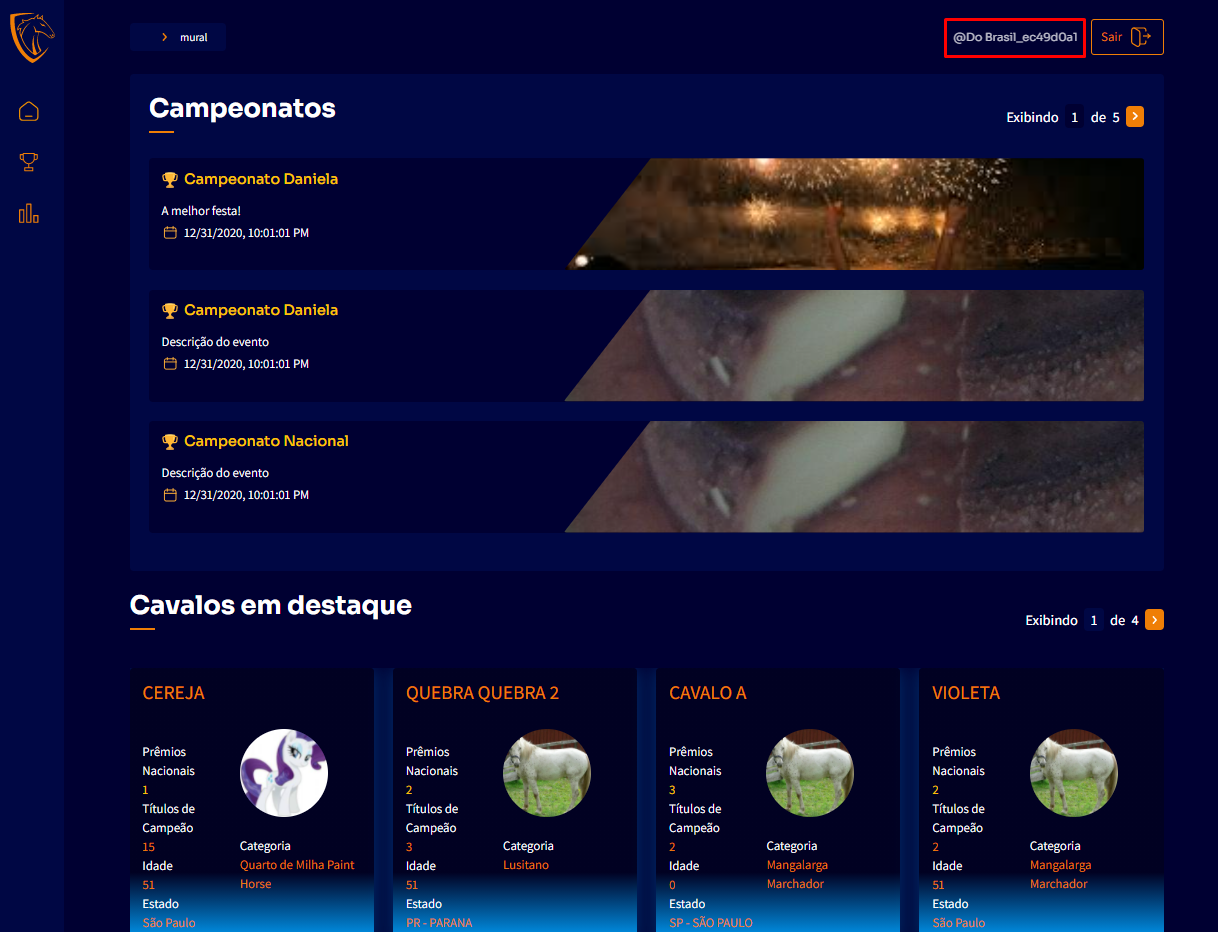 mural
@Do Brasil_ec49d0a1
Sair
Campeonatos
Exibindo 1 de 5
Campeonato Daniela
A melhor festa!
12/31/2020, 10:01:01 PM
Campeonato Daniela
Descrição do evento
12/31/2020, 10:01:01 PM
Campeonato Nacional
Descrição do evento
12/31/2020, 10:01:01 PM
Cavalos em destaque
Exibindo 1 de 4
CEREJA
Prêmios
Nacionais
1
Títulos de
Campeão
15
Idade
51
Estado
São Paulo
Categoria
Quarto de Milha Paint
Horse
QUEBRA QUEBRA 2
Prêmios
Nacionais
2
Títulos de
Campeão
3
Idade
51
Estado
PR - PARANA
Categoria
Lusitano
CAVALO A
Prêmios
Nacionais
3
Títulos de
Campeão
2
Idade
0
Estado
SP - SÃO PAULO
Categoria
Mangalarga
Marchador
VIOLETA
Prêmios
Nacionais
2
Títulos de
Campeão
2
Idade
51
Estado
São Paulo
Categoria
Mangalarga
Marchador